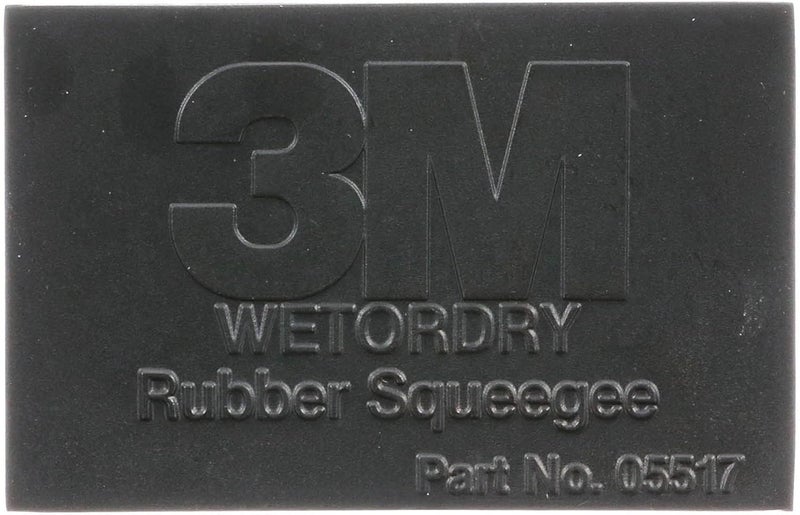 3M
WETORDRY
Rubber Squeegee
Part No. 05517